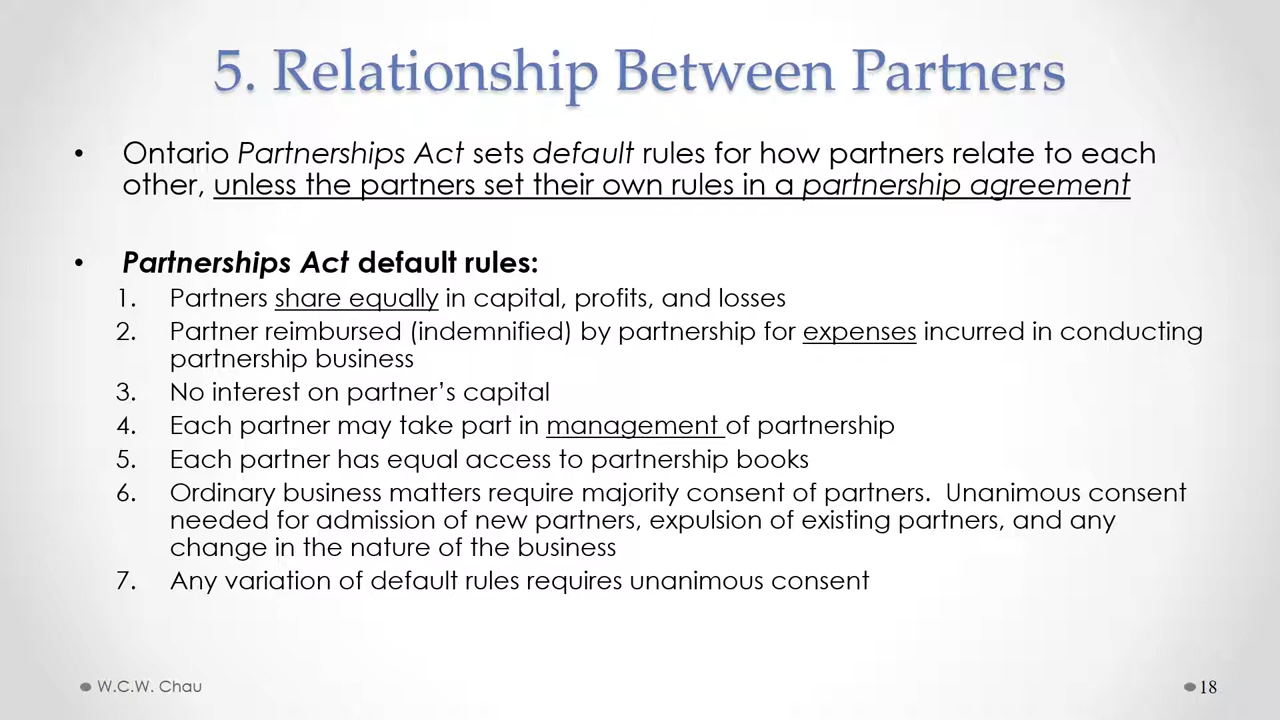 5. Relationship Between Partners
• Ontario Partnerships Act sets default rules for how partners relate to each
other, unless the partners set their own rules in a partnership agreement
• Partnerships Act default rules:
1. Partners share equally in capital, profits, and losses
2. Partner reimbursed (indemnified) by partnership for expenses incurred in conducting
partnership business
3. No interest on partner’s capital
4. Each partner may take part in management of partnership
5. Each partner has equal access to partnership books
6. Ordinary business matters require majority consent of partners. Unanimous consent
needed for admission of new partners, expulsion of existing partners, and any
change in the nature of the business
7. Any variation of default rules requires unanimous consent
W.C.W. Chau
18